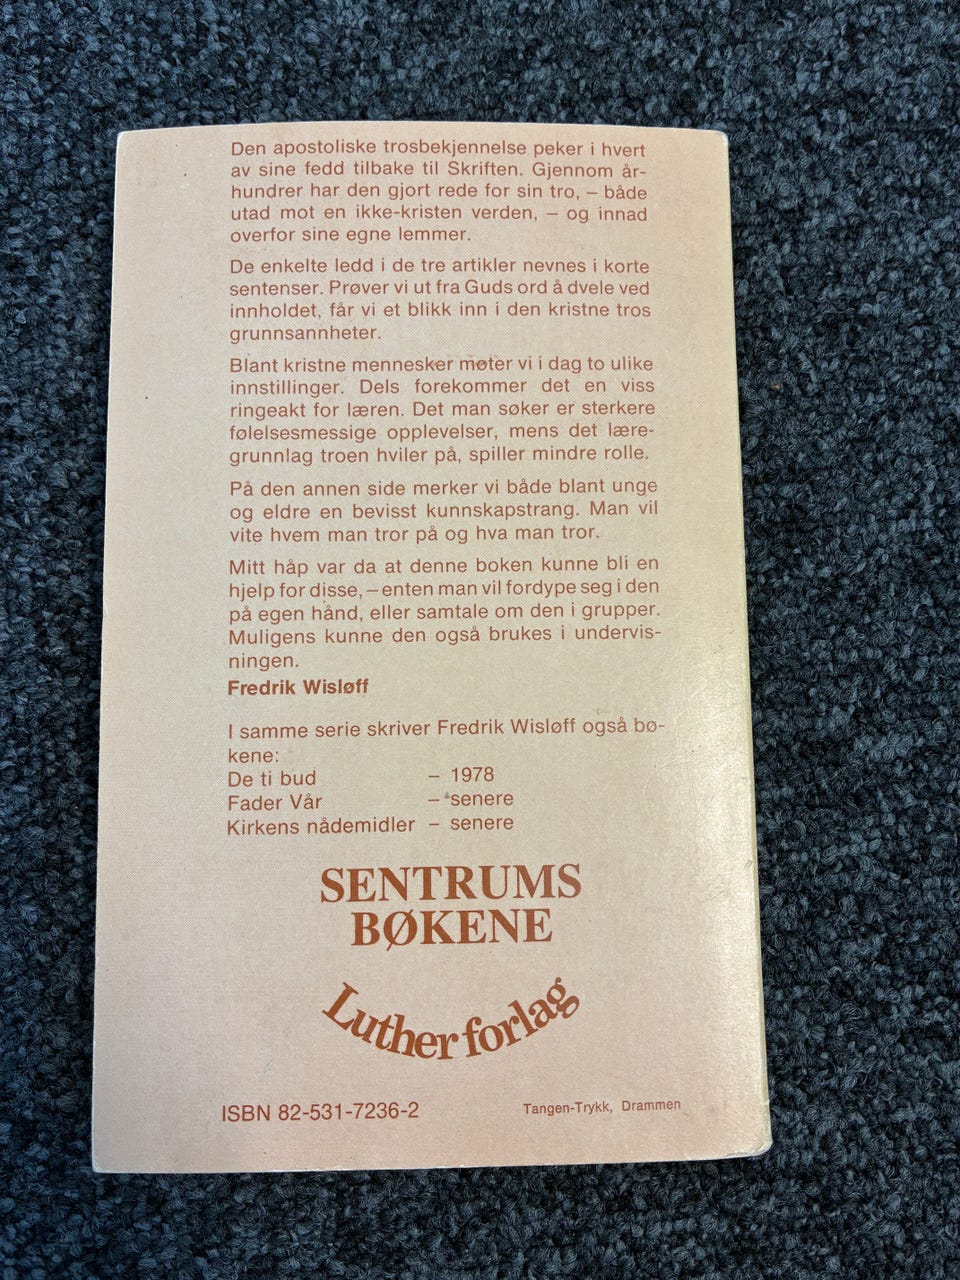 Den apostoliske trosbekjennelse peker i hvert
av sine fedd tilbake til Skriften. Gjennom år-
hundrer har den gjort rede for sin tro, – både
utad mot en ikke-kristen verden, – og innad
overfor sine egne lemmer.
De enkelte ledd i de tre artikler nevnes i korte
sentenser. Prøver vi ut fra Guds ord å dvele ved
innholdet, får vi et blikk inn i den kristne tros
grunnsannheter.
Blant kristne mennesker møter vi i dag to ulike
innstillinger. Dels forekommer det en viss
ringeakt for læren. Det man søker er sterkere
følelsesmessige opplevelser, mens det lære-
grunnlag troen hviler på, spiller mindre rolle.
På den annen side merker vi både blant unge
og eldre en bevisst kunnskapstrang. Man vil
vite hvem man tror på og hva man tror.
Mitt håp var da at denne boken kunne bli en
hjelp for disse, – enten man vil fordype seg i den
på egen hånd, eller samtale om den i grupper.
Muligens kunne den også brukes i undervis-
ningen.
Fredrik Wisløff
I samme serie skriver Fredrik Wisløff også bø-
kene:
De ti bud – 1978
Fader Vår – senere
Kirkens nådemidler – senere
SENTRUMS
BØKENE
Luther forlag
ISBN 82-531-7236-2 Tangen-Trykk, Drammen